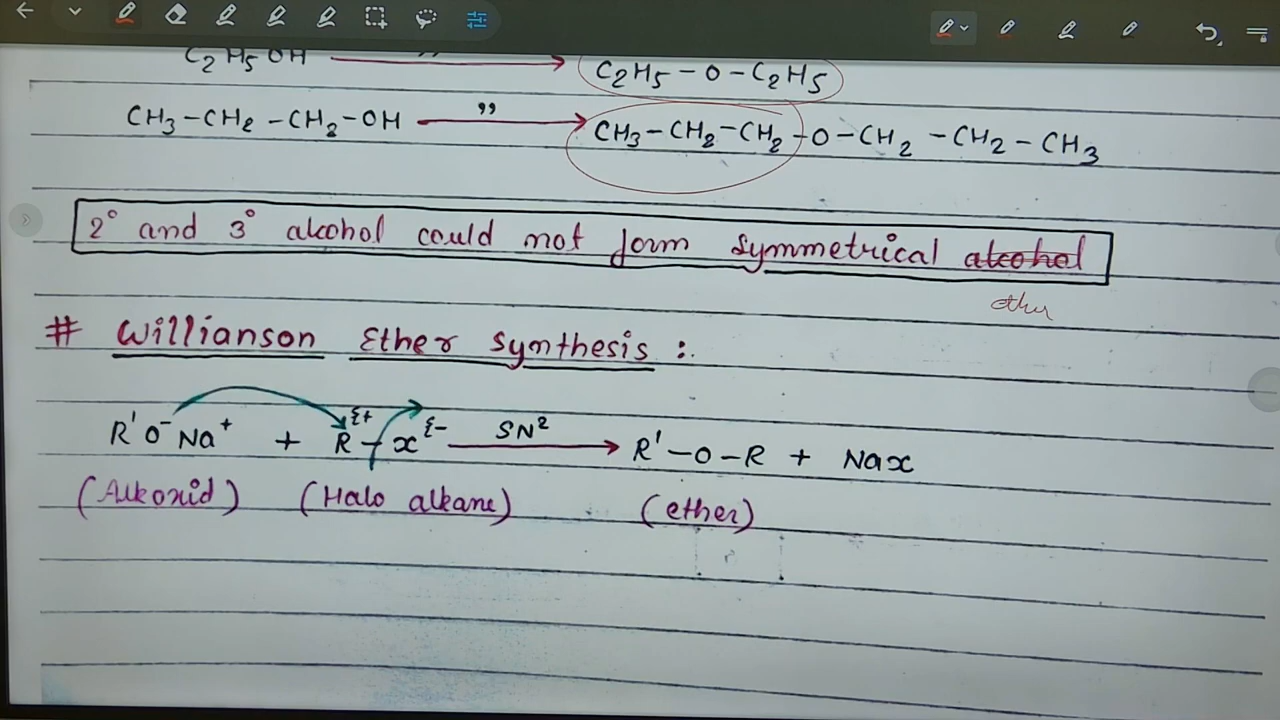 C₂H₅OH ⟶ C₂H₅-O-C₂H₅
CH₃-CH₂-CH₂-OH —"⟶ CH₃-CH₂-CH₂-O-CH₂-CH₂-CH₃
2° and 3° alcohol could not form symmetrical alcohol
ether
# Willianson Ether synthesis :.
R'O⁻Na⁺ + R^{δ+}-x^{δ-} —SN²⟶ R'-O-R + Nax
(Alkoxid) (Halo alkane) (ether)